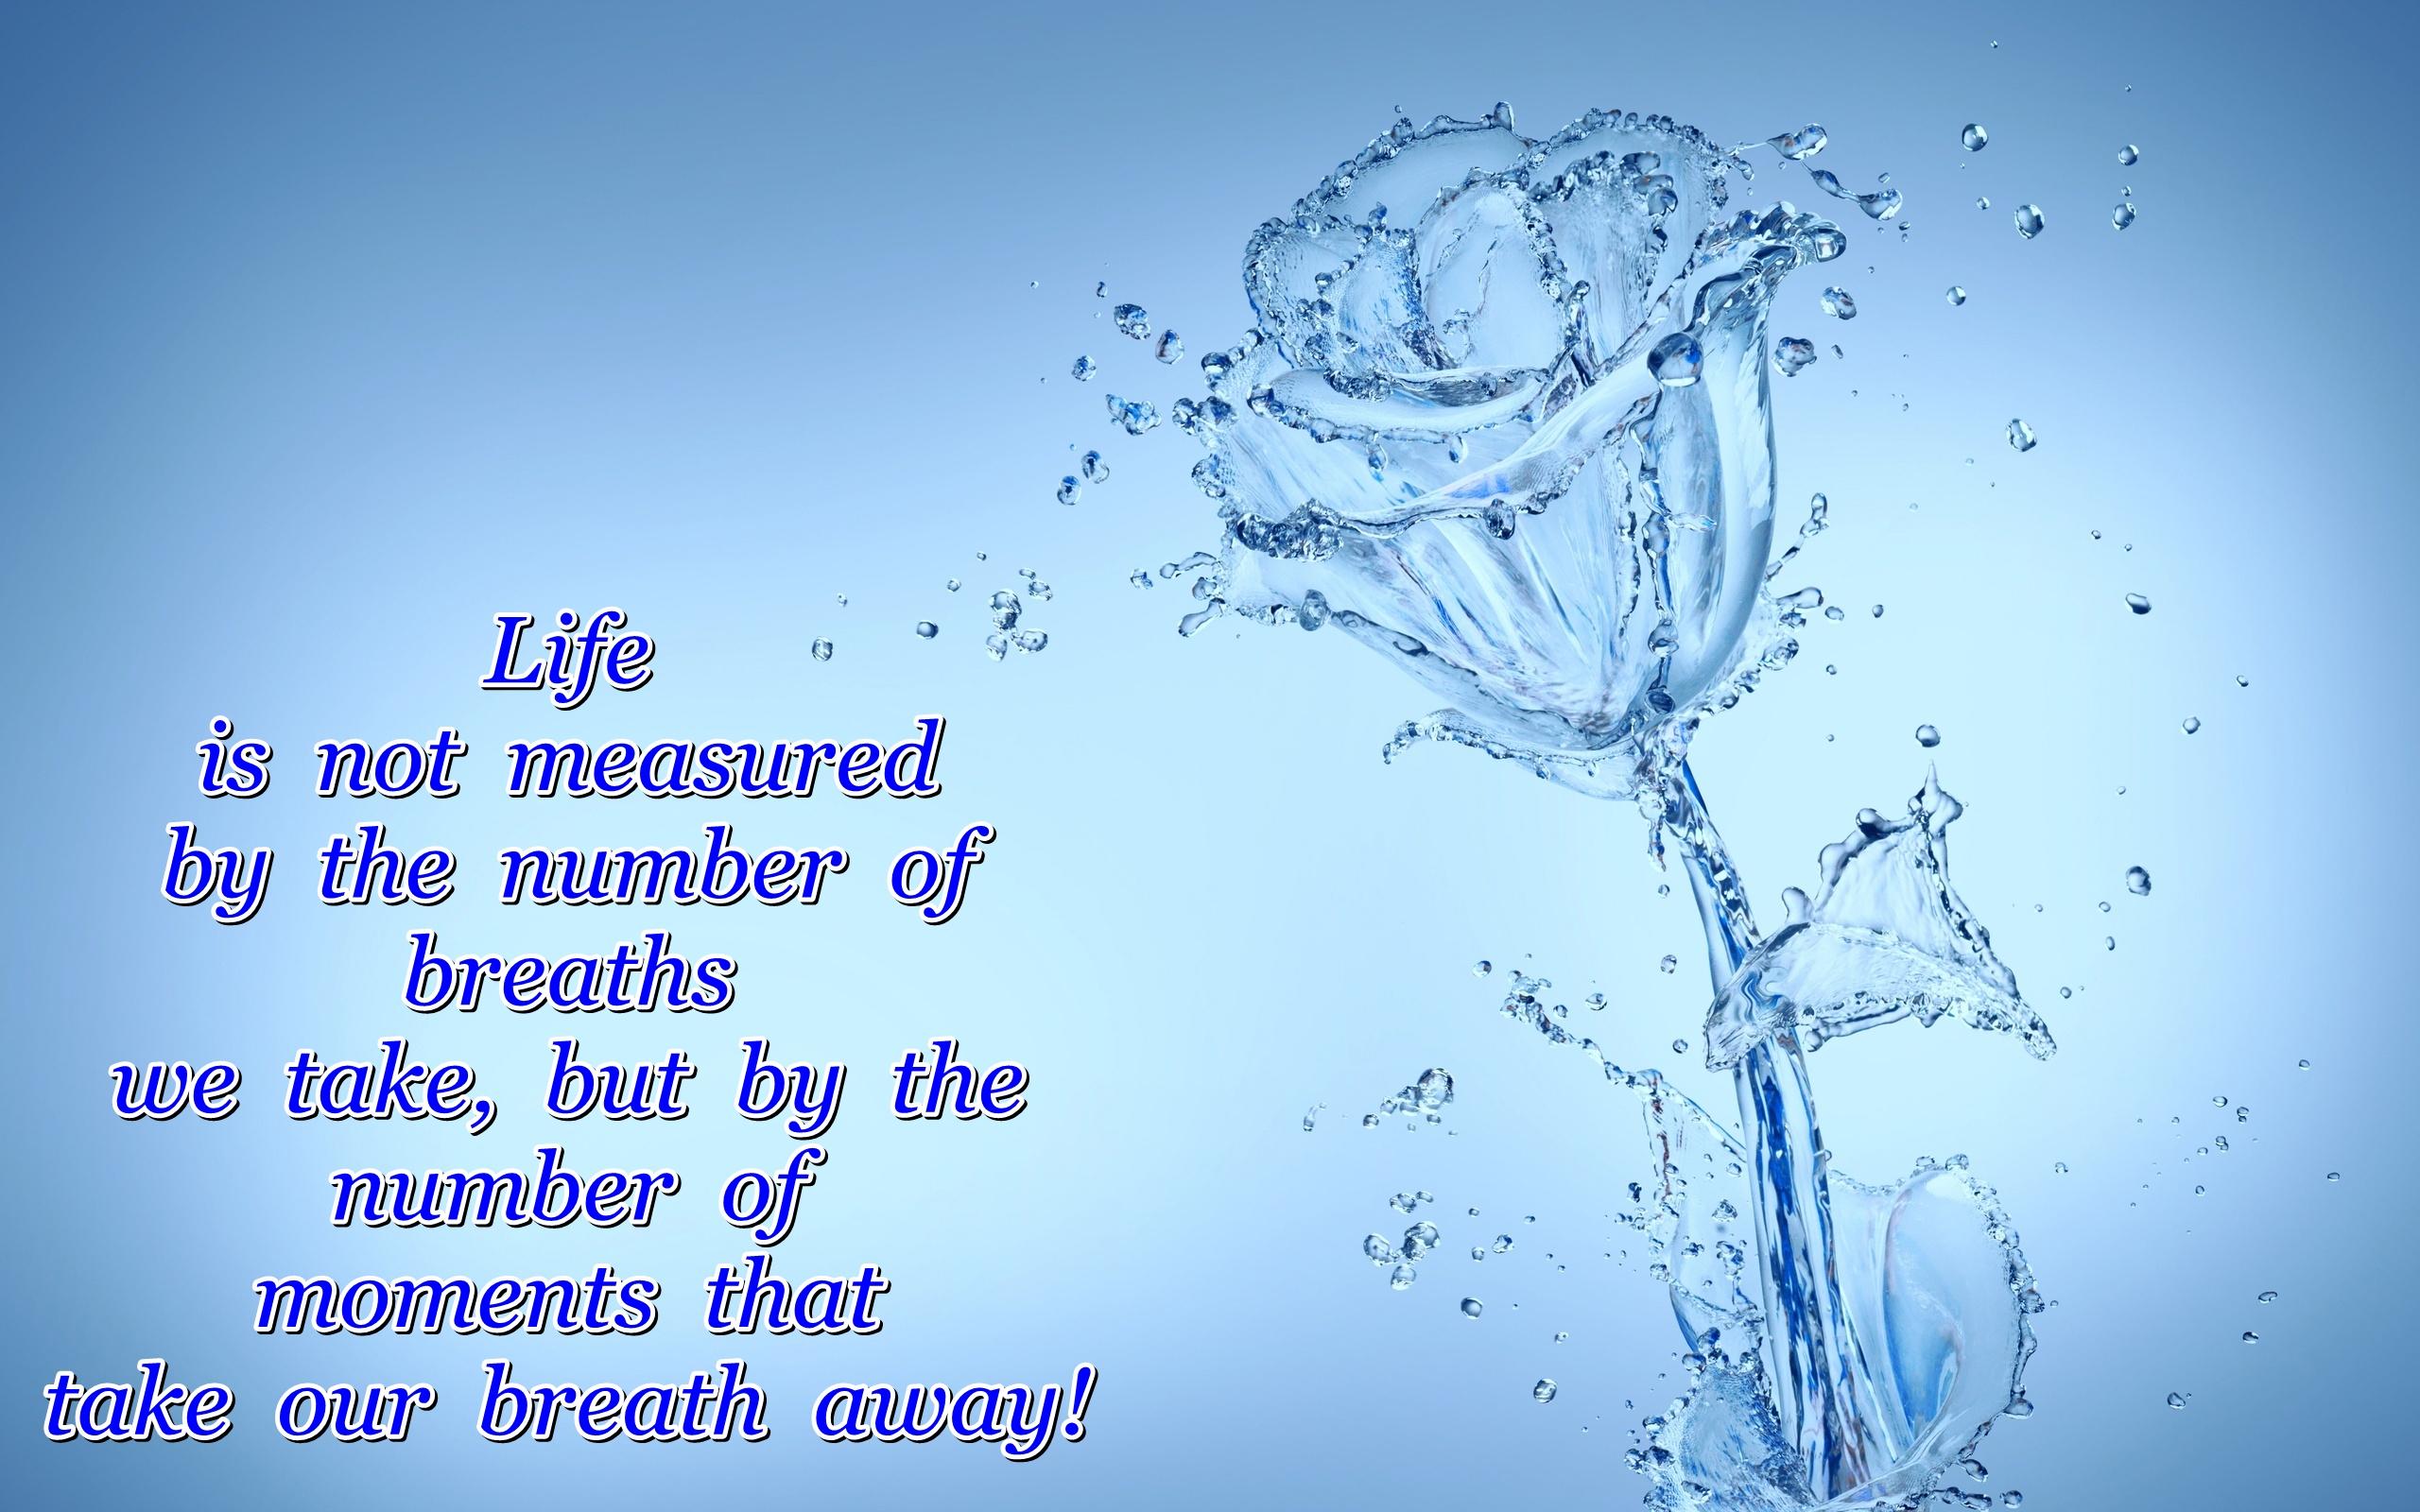 Life
is not measured
by the number of
breaths
we take, but by the
number of
moments that
take our breath away!